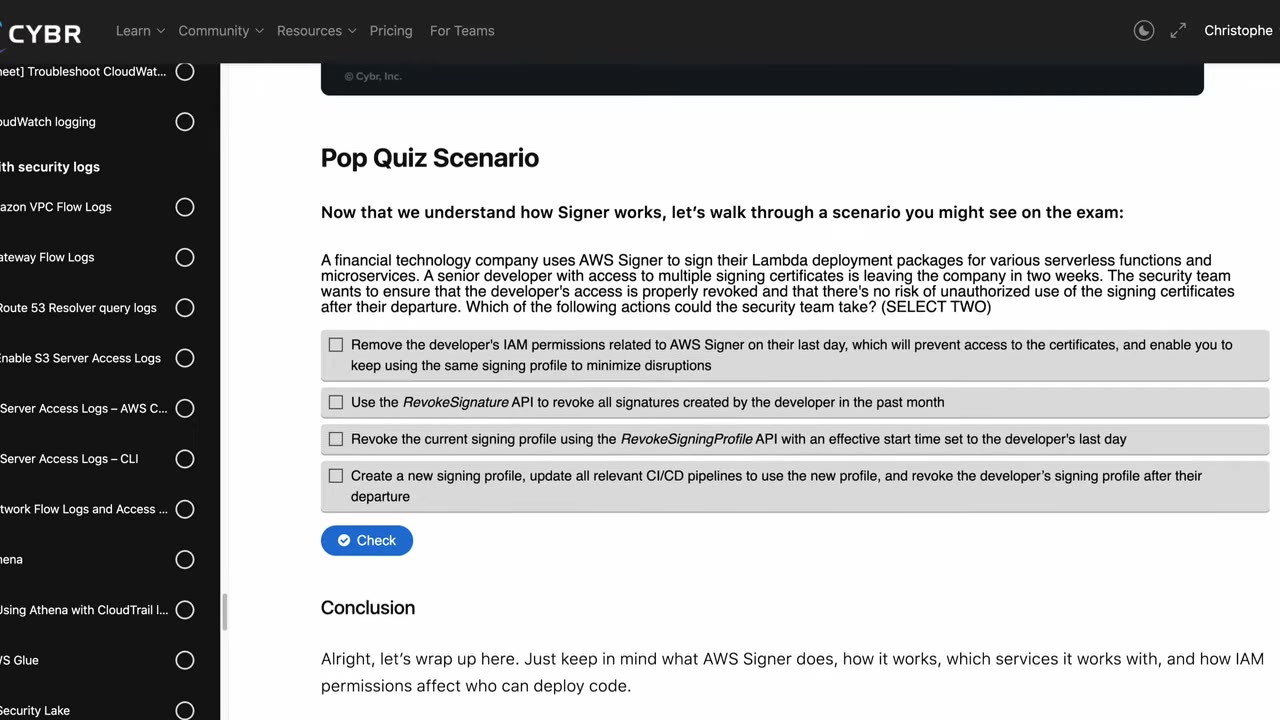 CYBR
Learn
Community
Resources
Pricing
For Teams
Christophe
neet] Troubleshoot CloudWat...
oudWatch logging
ith security logs
azon VPC Flow Logs
ateway Flow Logs
Route 53 Resolver query logs
Enable S3 Server Access Logs
Server Access Logs – AWS C...
Server Access Logs – CLI
twork Flow Logs and Access ...
hena
Using Athena with CloudTrail l...
VS Glue
Security Lake
© Cybr, Inc.
Pop Quiz Scenario
Now that we understand how Signer works, let’s walk through a scenario you might see on the exam:
A financial technology company uses AWS Signer to sign their Lambda deployment packages for various serverless functions and
microservices. A senior developer with access to multiple signing certificates is leaving the company in two weeks. The security team
wants to ensure that the developer's access is properly revoked and that there's no risk of unauthorized use of the signing certificates
after their departure. Which of the following actions could the security team take? (SELECT TWO)
Remove the developer's IAM permissions related to AWS Signer on their last day, which will prevent access to the certificates, and enable you to
keep using the same signing profile to minimize disruptions
Use the RevokeSignature API to revoke all signatures created by the developer in the past month
Revoke the current signing profile using the RevokeSigningProfile API with an effective start time set to the developer's last day
Create a new signing profile, update all relevant CI/CD pipelines to use the new profile, and revoke the developer’s signing profile after their
departure
Check
Conclusion
Alright, let’s wrap up here. Just keep in mind what AWS Signer does, how it works, which services it works with, and how IAM
permissions affect who can deploy code.